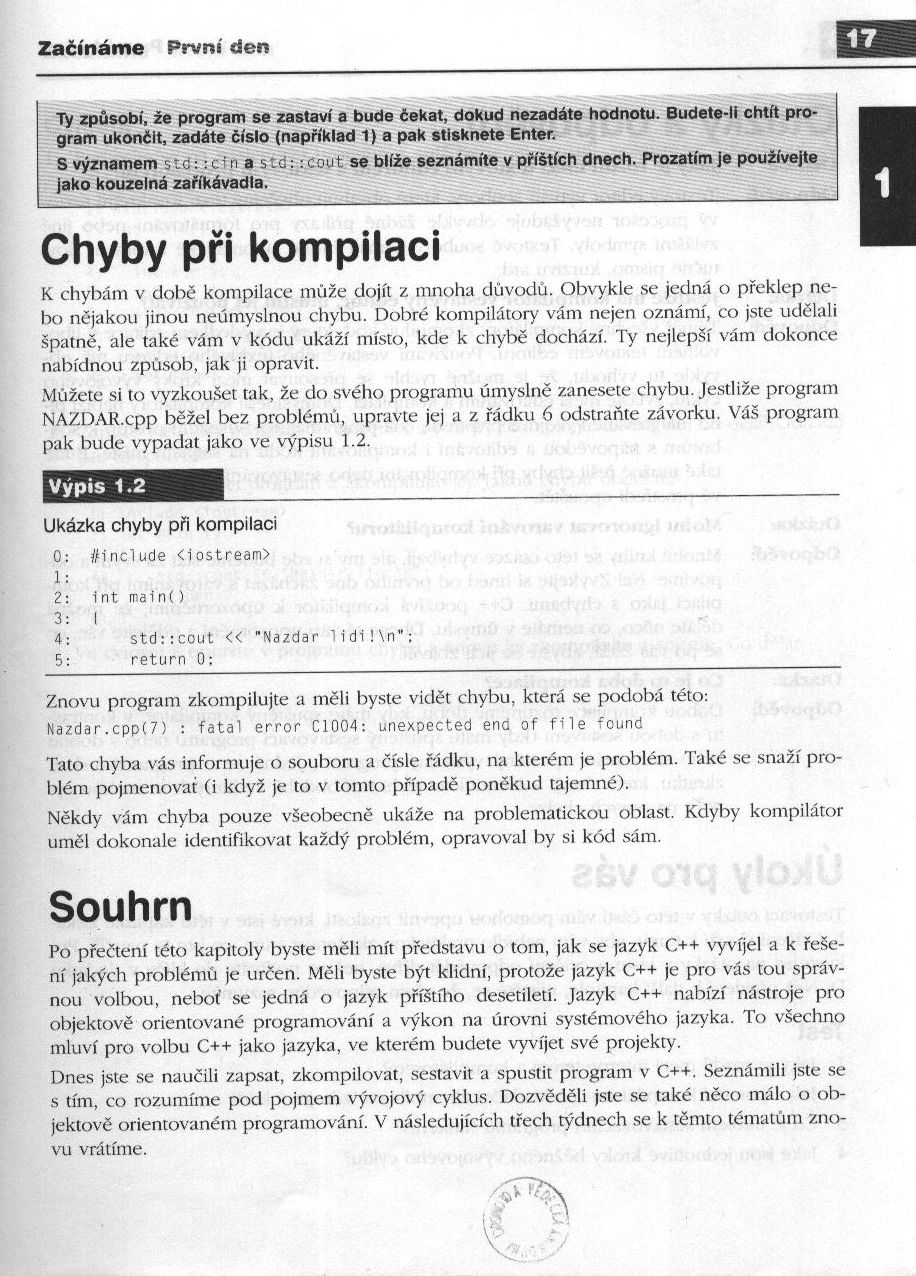 Začínáme První den
17
Ty způsobí, že program se zastaví a bude čekat, dokud nezadáte hodnotu. Budete-li chtít pro-
gram ukončit, zadáte číslo (například 1) a pak stisknete Enter.
S významem std::cin a std::cout se blíže seznámíte v příštích dnech. Prozatím je používejte
jako kouzelná zaříkávadla.
1
Chyby při kompilaci
K chybám v době kompilace může dojít z mnoha důvodů. Obvykle se jedná o překlep ne-
bo nějakou jinou neúmyslnou chybu. Dobré kompilátory vám nejen oznámí, co jste udělali
špatně, ale také vám v kódu ukáží místo, kde k chybě dochází. Ty nejlepší vám dokonce
nabídnou způsob, jak ji opravit.
Můžete si to vyzkoušet tak, že do svého programu úmyslně zanesete chybu. Jestliže program
NAZDAR.cpp běžel bez problémů, upravte jej a z řádku 6 odstraňte závorku. Váš program
pak bude vypadat jako ve výpisu 1.2.
Výpis 1.2
Ukázka chyby při kompilaci
0: #include <iostream>
1:
2: int main()
3: {
4: std::cout << "Nazdar lidi!\n";
5: return 0;
Znovu program zkompilujte a měli byste vidět chybu, která se podobá této:
Nazdar.cpp(7) : fatal error C1004: unexpected end of file found
Tato chyba vás informuje o souboru a čísle řádku, na kterém je problém. Také se snaží pro-
blém pojmenovat (i když je to v tomto případě poněkud tajemné).
Někdy vám chyba pouze všeobecně ukáže na problematickou oblast. Kdyby kompilátor
uměl dokonale identifikovat každý problém, opravoval by si kód sám.
Souhrn
Po přečtení této kapitoly byste měli mít představu o tom, jak se jazyk C++ vyvíjel a k řeše-
ní jakých problémů je určen. Měli byste být klidní, protože jazyk C++ je pro vás tou správ-
nou volbou, neboť se jedná o jazyk příštího desetiletí. Jazyk C++ nabízí nástroje pro
objektově orientované programování a výkon na úrovni systémového jazyka. To všechno
mluví pro volbu C++ jako jazyka, ve kterém budete vyvíjet své projekty.
Dnes jste se naučili zapsat, zkompilovat, sestavit a spustit program v C++. Seznámili jste se
s tím, co rozumíme pod pojmem vývojový cyklus. Dozvěděli jste se také něco málo o ob-
jektově orientovaném programování. V následujících třech týdnech se k těmto tématům zno-
vu vrátíme.